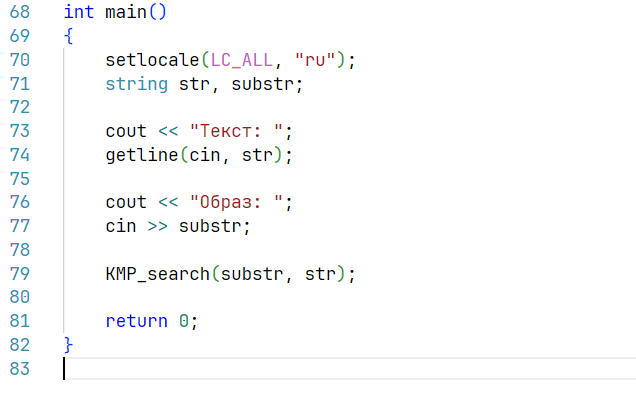 68 int main()
69 {
70 setlocale(LC_ALL, "ru");
71 string str, substr;
72
73 cout << "Текст: ";
74 getline(cin, str);
75
76 cout << "Образ: ";
77 cin >> substr;
78
79 KMP_search(substr, str);
80
81 return 0;
82 }
83